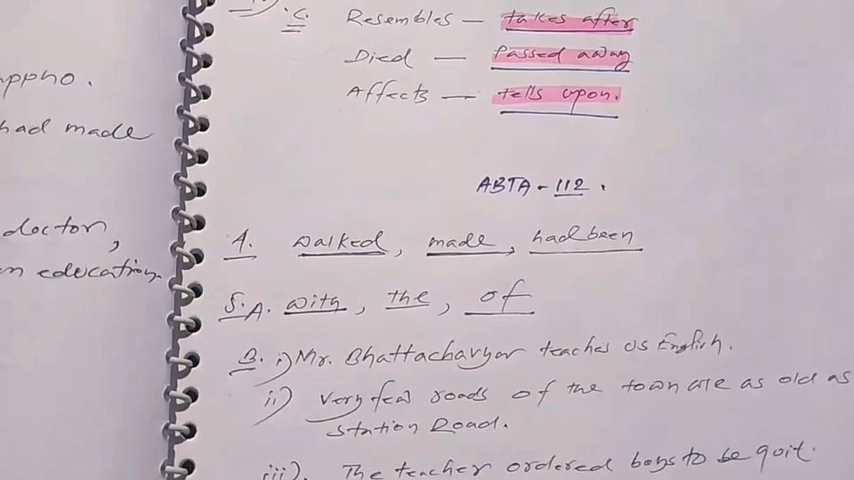 appho.
had made
doctor,
n education.
C. Resembles — takes after
Died — Passed away
Affects — tells upon.
ABTA - 112.
4. walked, made, had been
5. A. with, the, of
B. i) Mr. Bhattacharyar teaches us English.
ii) Very few roads of the town are as old as
Station Road.
iii). The teacher ordered boys to be quit.